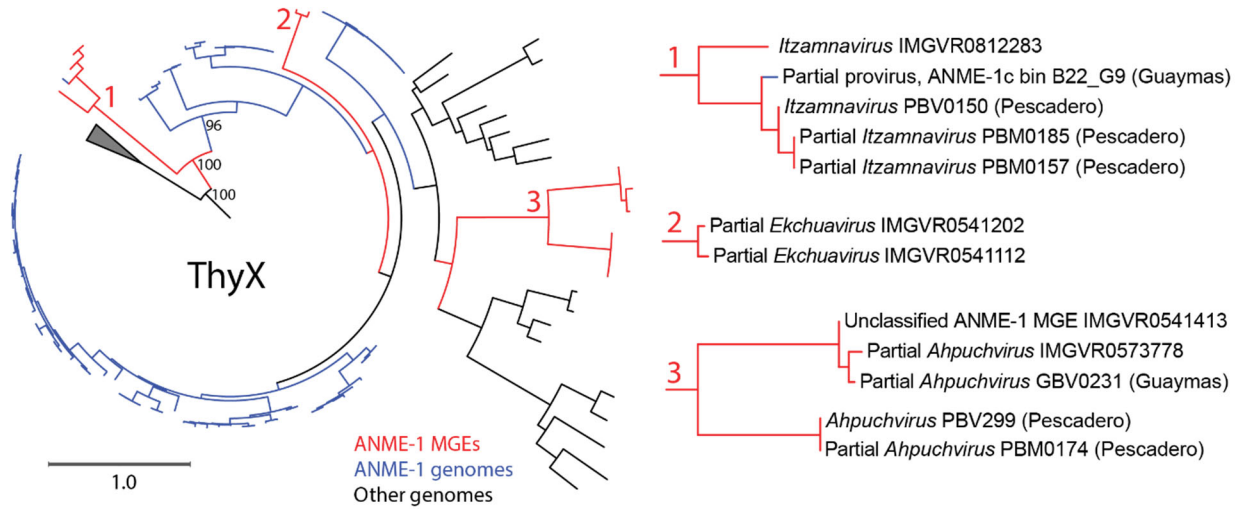 1
2
3
96
100
100
ThyX
1.0
ANME-1 MGEs
ANME-1 genomes
Other genomes
1
Itzamnavirus IMGVR0812283
Partial provirus, ANME-1c bin B22_G9 (Guaymas)
Itzamnavirus PBV0150 (Pescadero)
Partial Itzamnavirus PBM0185 (Pescadero)
Partial Itzamnavirus PBM0157 (Pescadero)
2
Partial Ekchuavirus IMGVR0541202
Partial Ekchuavirus IMGVR0541112
3
Unclassified ANME-1 MGE IMGVR0541413
Partial Ahpuchvirus IMGVR0573778
Partial Ahpuchvirus GBV0231 (Guaymas)
Ahpuchvirus PBV299 (Pescadero)
Partial Ahpuchvirus PBM0174 (Pescadero)